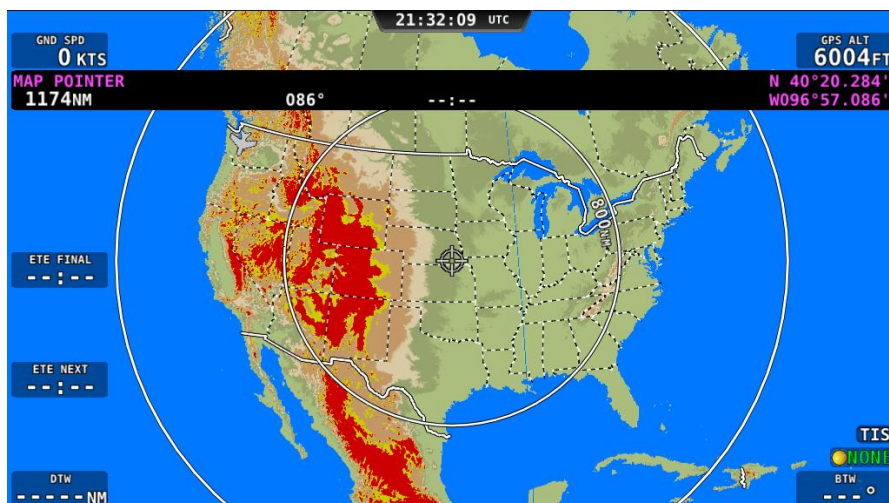 21:32:09 UTC
GND SPD
0 KTS
GPS ALT
6004FT
MAP POINTER
1174NM
086°
--:--
N 40°20.284'
W096°57.086'
800NM
ETE FINAL
--:--
ETE NEXT
--:--
TIS
NONE
DTW
-----NM
BTW
---°